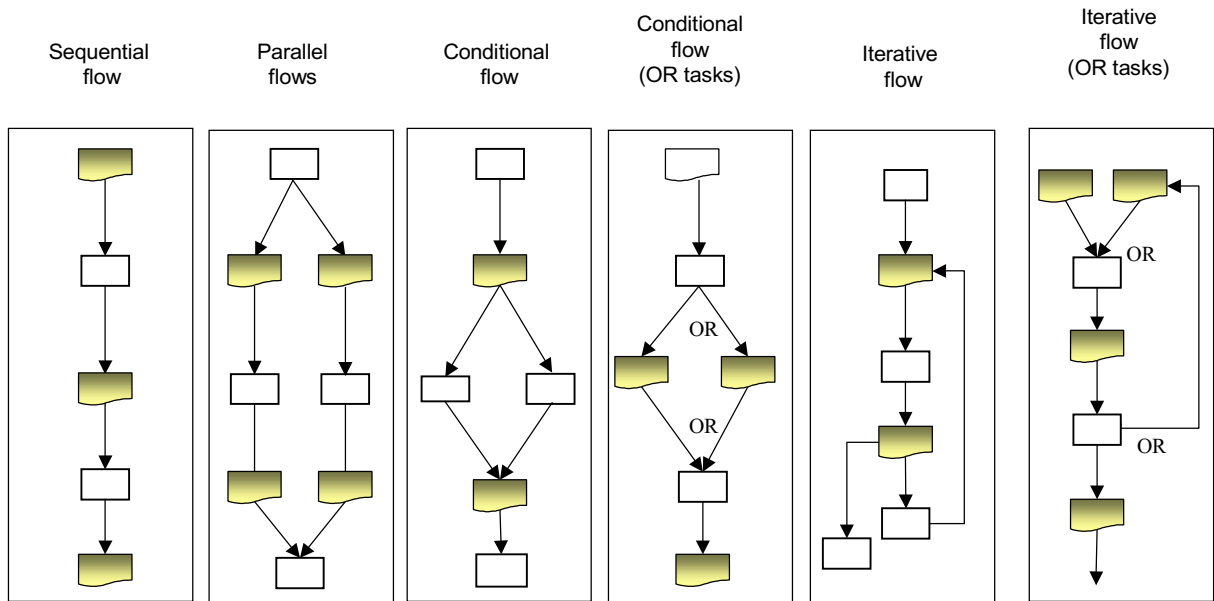 Sequential
flow
Parallel
flows
Conditional
flow
Conditional
flow
(OR tasks)
Iterative
flow
Iterative
flow
(OR tasks)
OR
OR
OR
OR